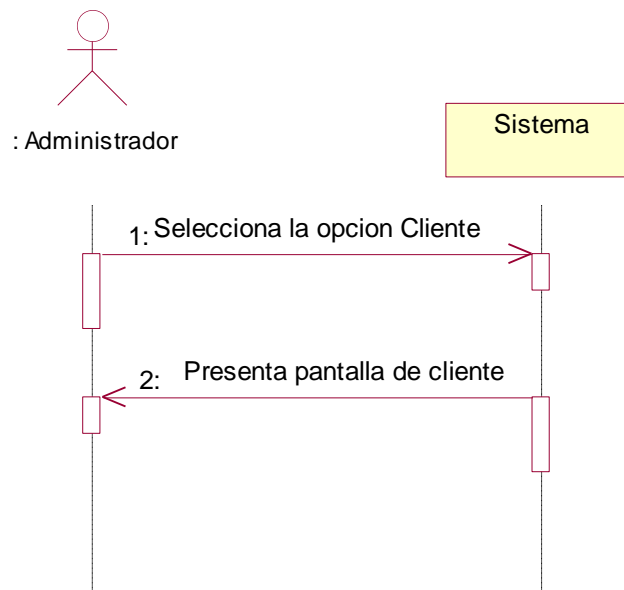 : Administrador
Sistema
1: Selecciona la opcion Cliente
2: Presenta pantalla de cliente